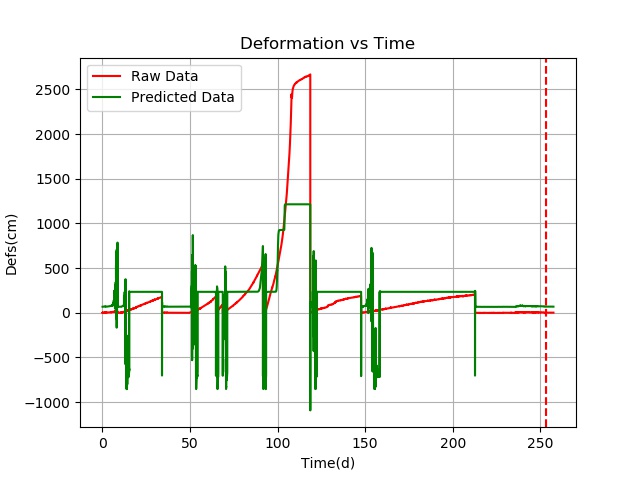 Deformation vs Time
Raw Data
Predicted Data
2500
2000
1500
1000
500
0
−500
−1000
Defs(cm)
0 50 100 150 200 250
Time(d)